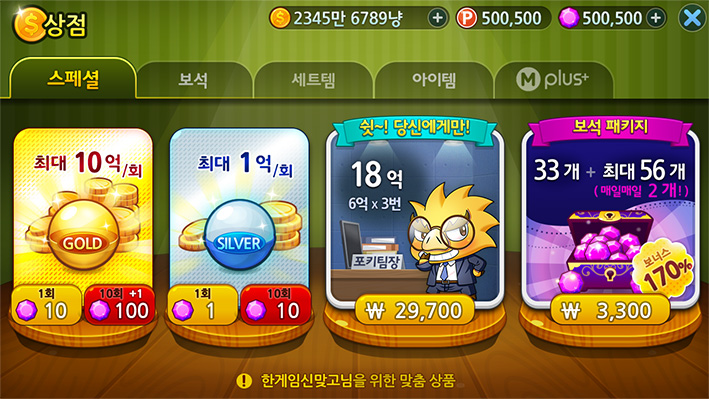 상점
2345만 6789냥
P 500,500
500,500
스페셜
보석
세트템
아이템
M plus+
최대 10억/회
GOLD
1회
10
10회 +1
100
최대 1억/회
SILVER
1회
1
10회
10
쉿~! 당신에게만!
18억
6억 x 3번
포키팀장
₩ 29,700
보석 패키지
33개 + 최대 56개
(매일매일 2개!)
보너스
170%
₩ 3,300
한게임신맞고님을 위한 맞춤 상품